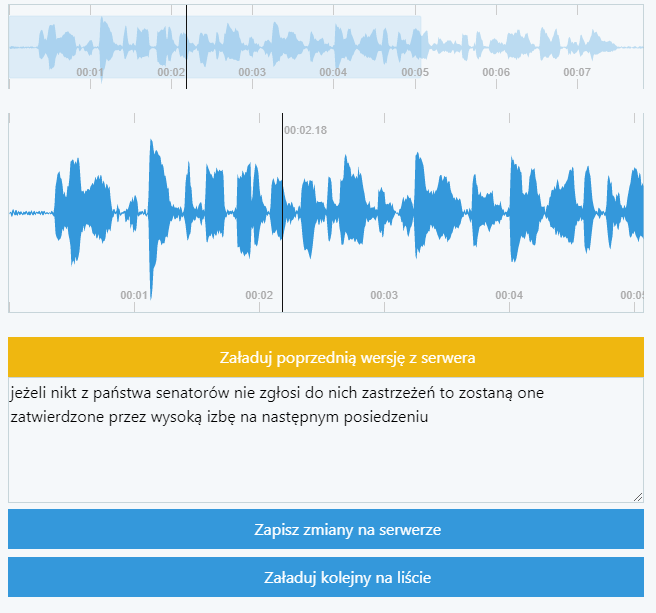 00:01 00:02 00:03 00:04 00:05 00:06 00:07
00:02.18
00:01 00:02 00:03 00:04 00:05
Załaduj poprzednią wersję z serwera
jeżeli nikt z państwa senatorów nie zgłosi do nich zastrzeżeń to zostaną one
zatwierdzone przez wysoką izbę na następnym posiedzeniu
Zapisz zmiany na serwerze
Załaduj kolejny na liście